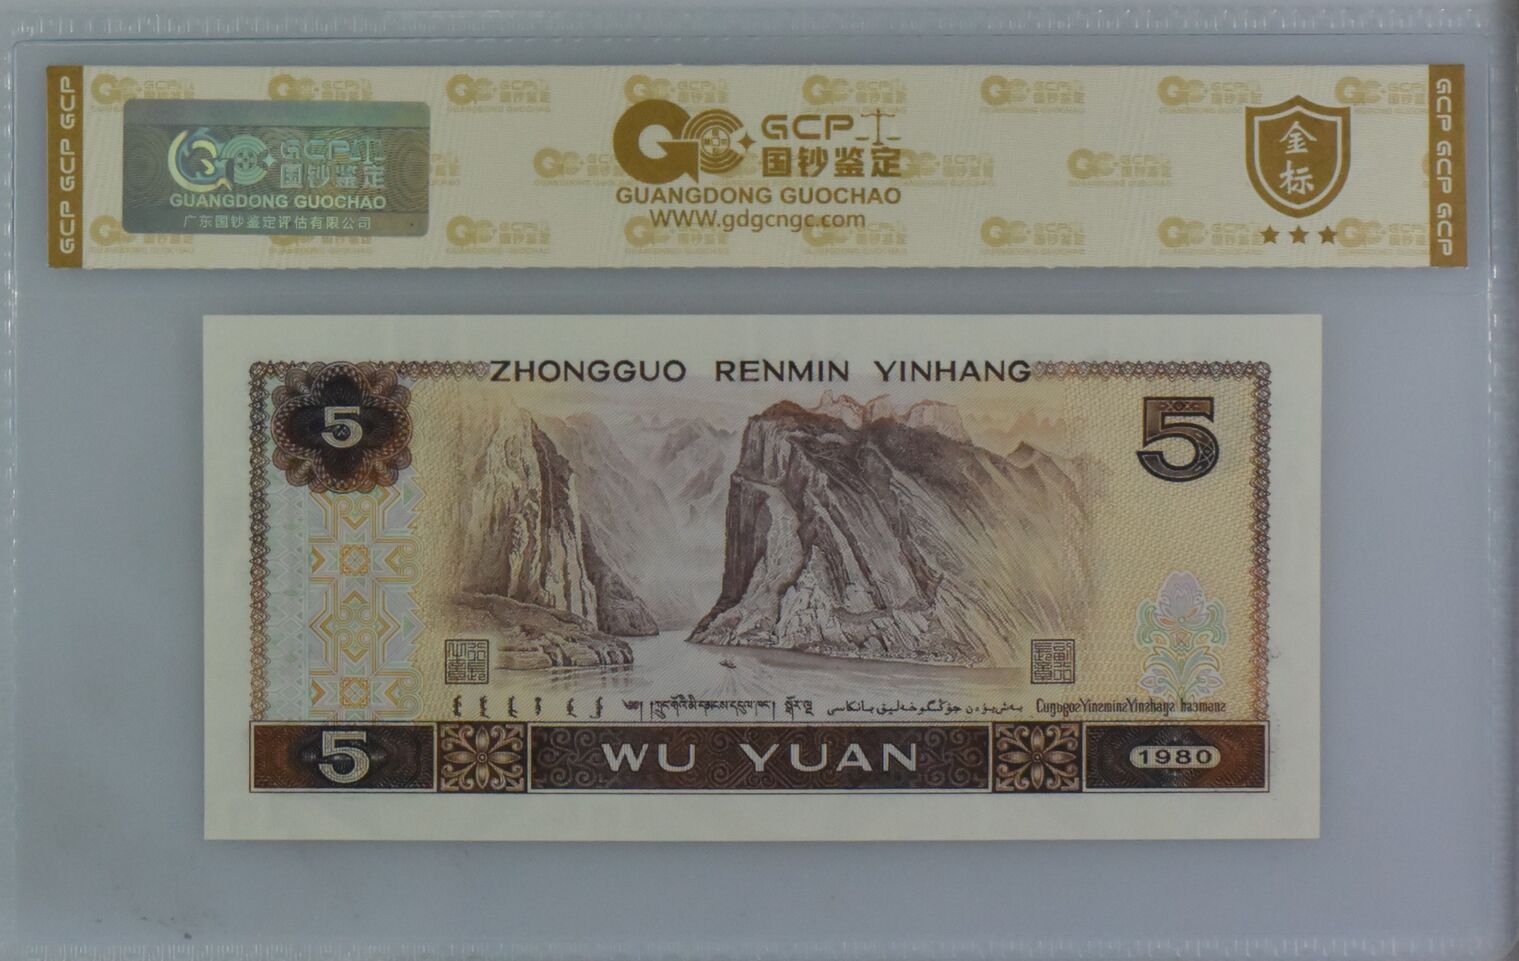 GCP GCP GCP
GCP
国钞鉴定
GUANGDONG GUOCHAO
广东国钞鉴定评估有限公司
GCP
国钞鉴定
GUANGDONG GUOCHAO
WWW.gdgcngc.com
金标
GCP GCP GCP
ZHONGGUO RENMIN YINHANG
5
5
5
WU YUAN
1980